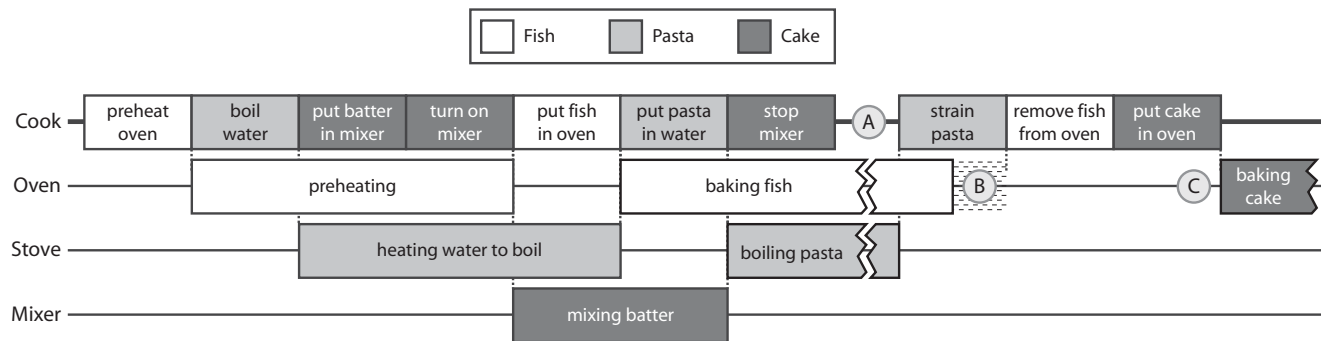 Fish Pasta Cake
Cook
preheat
oven
boil
water
put batter
in mixer
turn on
mixer
put fish
in oven
put pasta
in water
stop
mixer
A
strain
pasta
remove fish
from oven
put cake
in oven
Oven
preheating
baking fish
B
C
baking
cake
Stove
heating water to boil
boiling pasta
Mixer
mixing batter